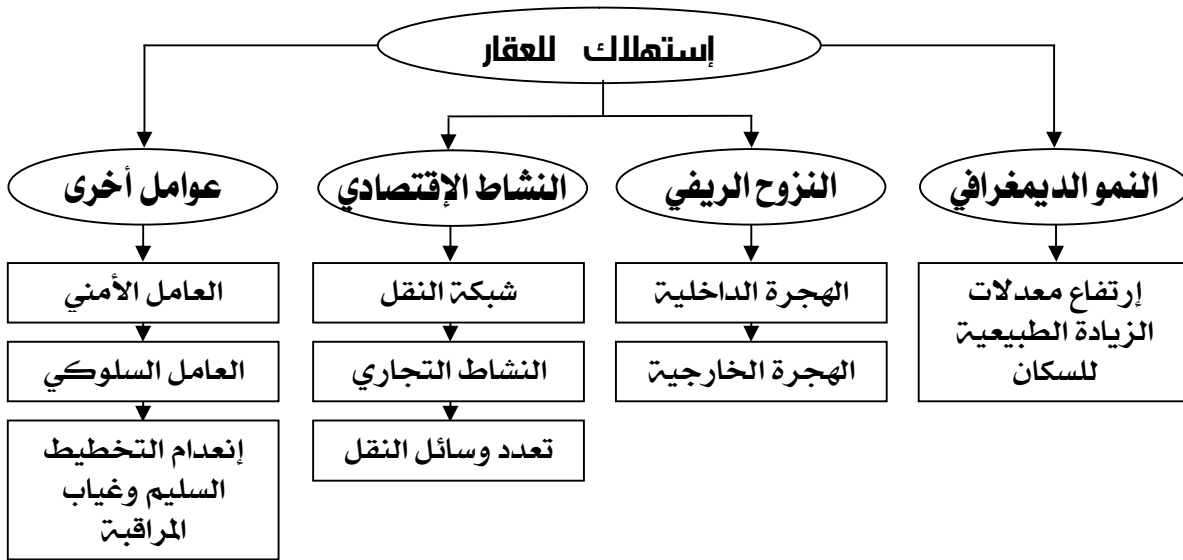 إستهلاك للعقار
النمو الديمغرافي
النزوح الريفي
النشاط الإقتصادي
عوامل أخرى
إرتفاع معدلات
الزيادة الطبيعية
للسكان
الهجرة الداخلية
الهجرة الخارجية
شبكة النقل
النشاط التجاري
تعدد وسائل النقل
العامل الأمني
العامل السلوكي
إنعدام التخطيط
السليم وغياب
المراقبة